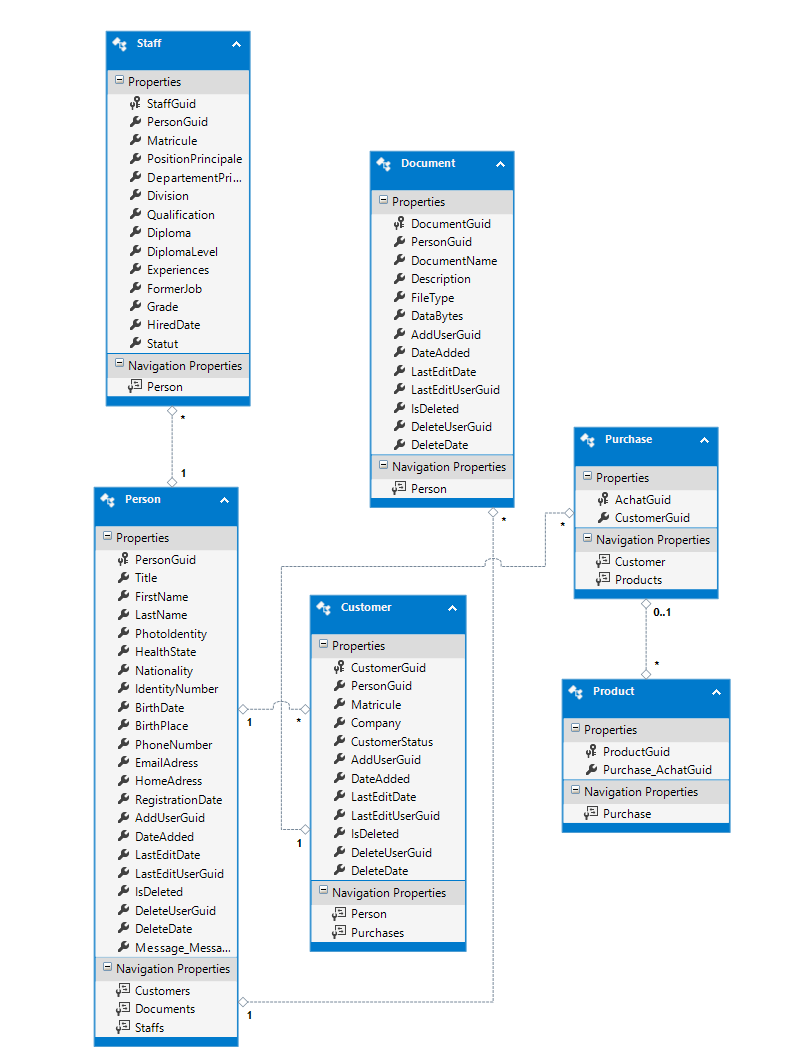 Staff
Properties
StaffGuid
PersonGuid
Matricule
PositionPrincipale
DepartementPri...
Division
Qualification
Diploma
DiplomaLevel
Experiences
FormerJob
Grade
HiredDate
Statut
Navigation Properties
Person
*
1
Document
Properties
DocumentGuid
PersonGuid
DocumentName
Description
FileType
DataBytes
AddUserGuid
DateAdded
LastEditDate
LastEditUserGuid
IsDeleted
DeleteUserGuid
DeleteDate
Navigation Properties
Person
*
Purchase
Properties
AchatGuid
CustomerGuid
Navigation Properties
Customer
Products
*
0..1
*
Person
Properties
PersonGuid
Title
FirstName
LastName
PhotoIdentity
HealthState
Nationality
IdentityNumber
BirthDate
BirthPlace
PhoneNumber
EmailAdress
HomeAdress
RegistrationDate
AddUserGuid
DateAdded
LastEditDate
LastEditUserGuid
IsDeleted
DeleteUserGuid
DeleteDate
Message_Messa...
Navigation Properties
Customers
Documents
Staffs
1
*
1
1
Customer
Properties
CustomerGuid
PersonGuid
Matricule
Company
CustomerStatus
AddUserGuid
DateAdded
LastEditDate
LastEditUserGuid
IsDeleted
DeleteUserGuid
DeleteDate
Navigation Properties
Person
Purchases
Product
Properties
ProductGuid
Purchase_AchatGuid
Navigation Properties
Purchase